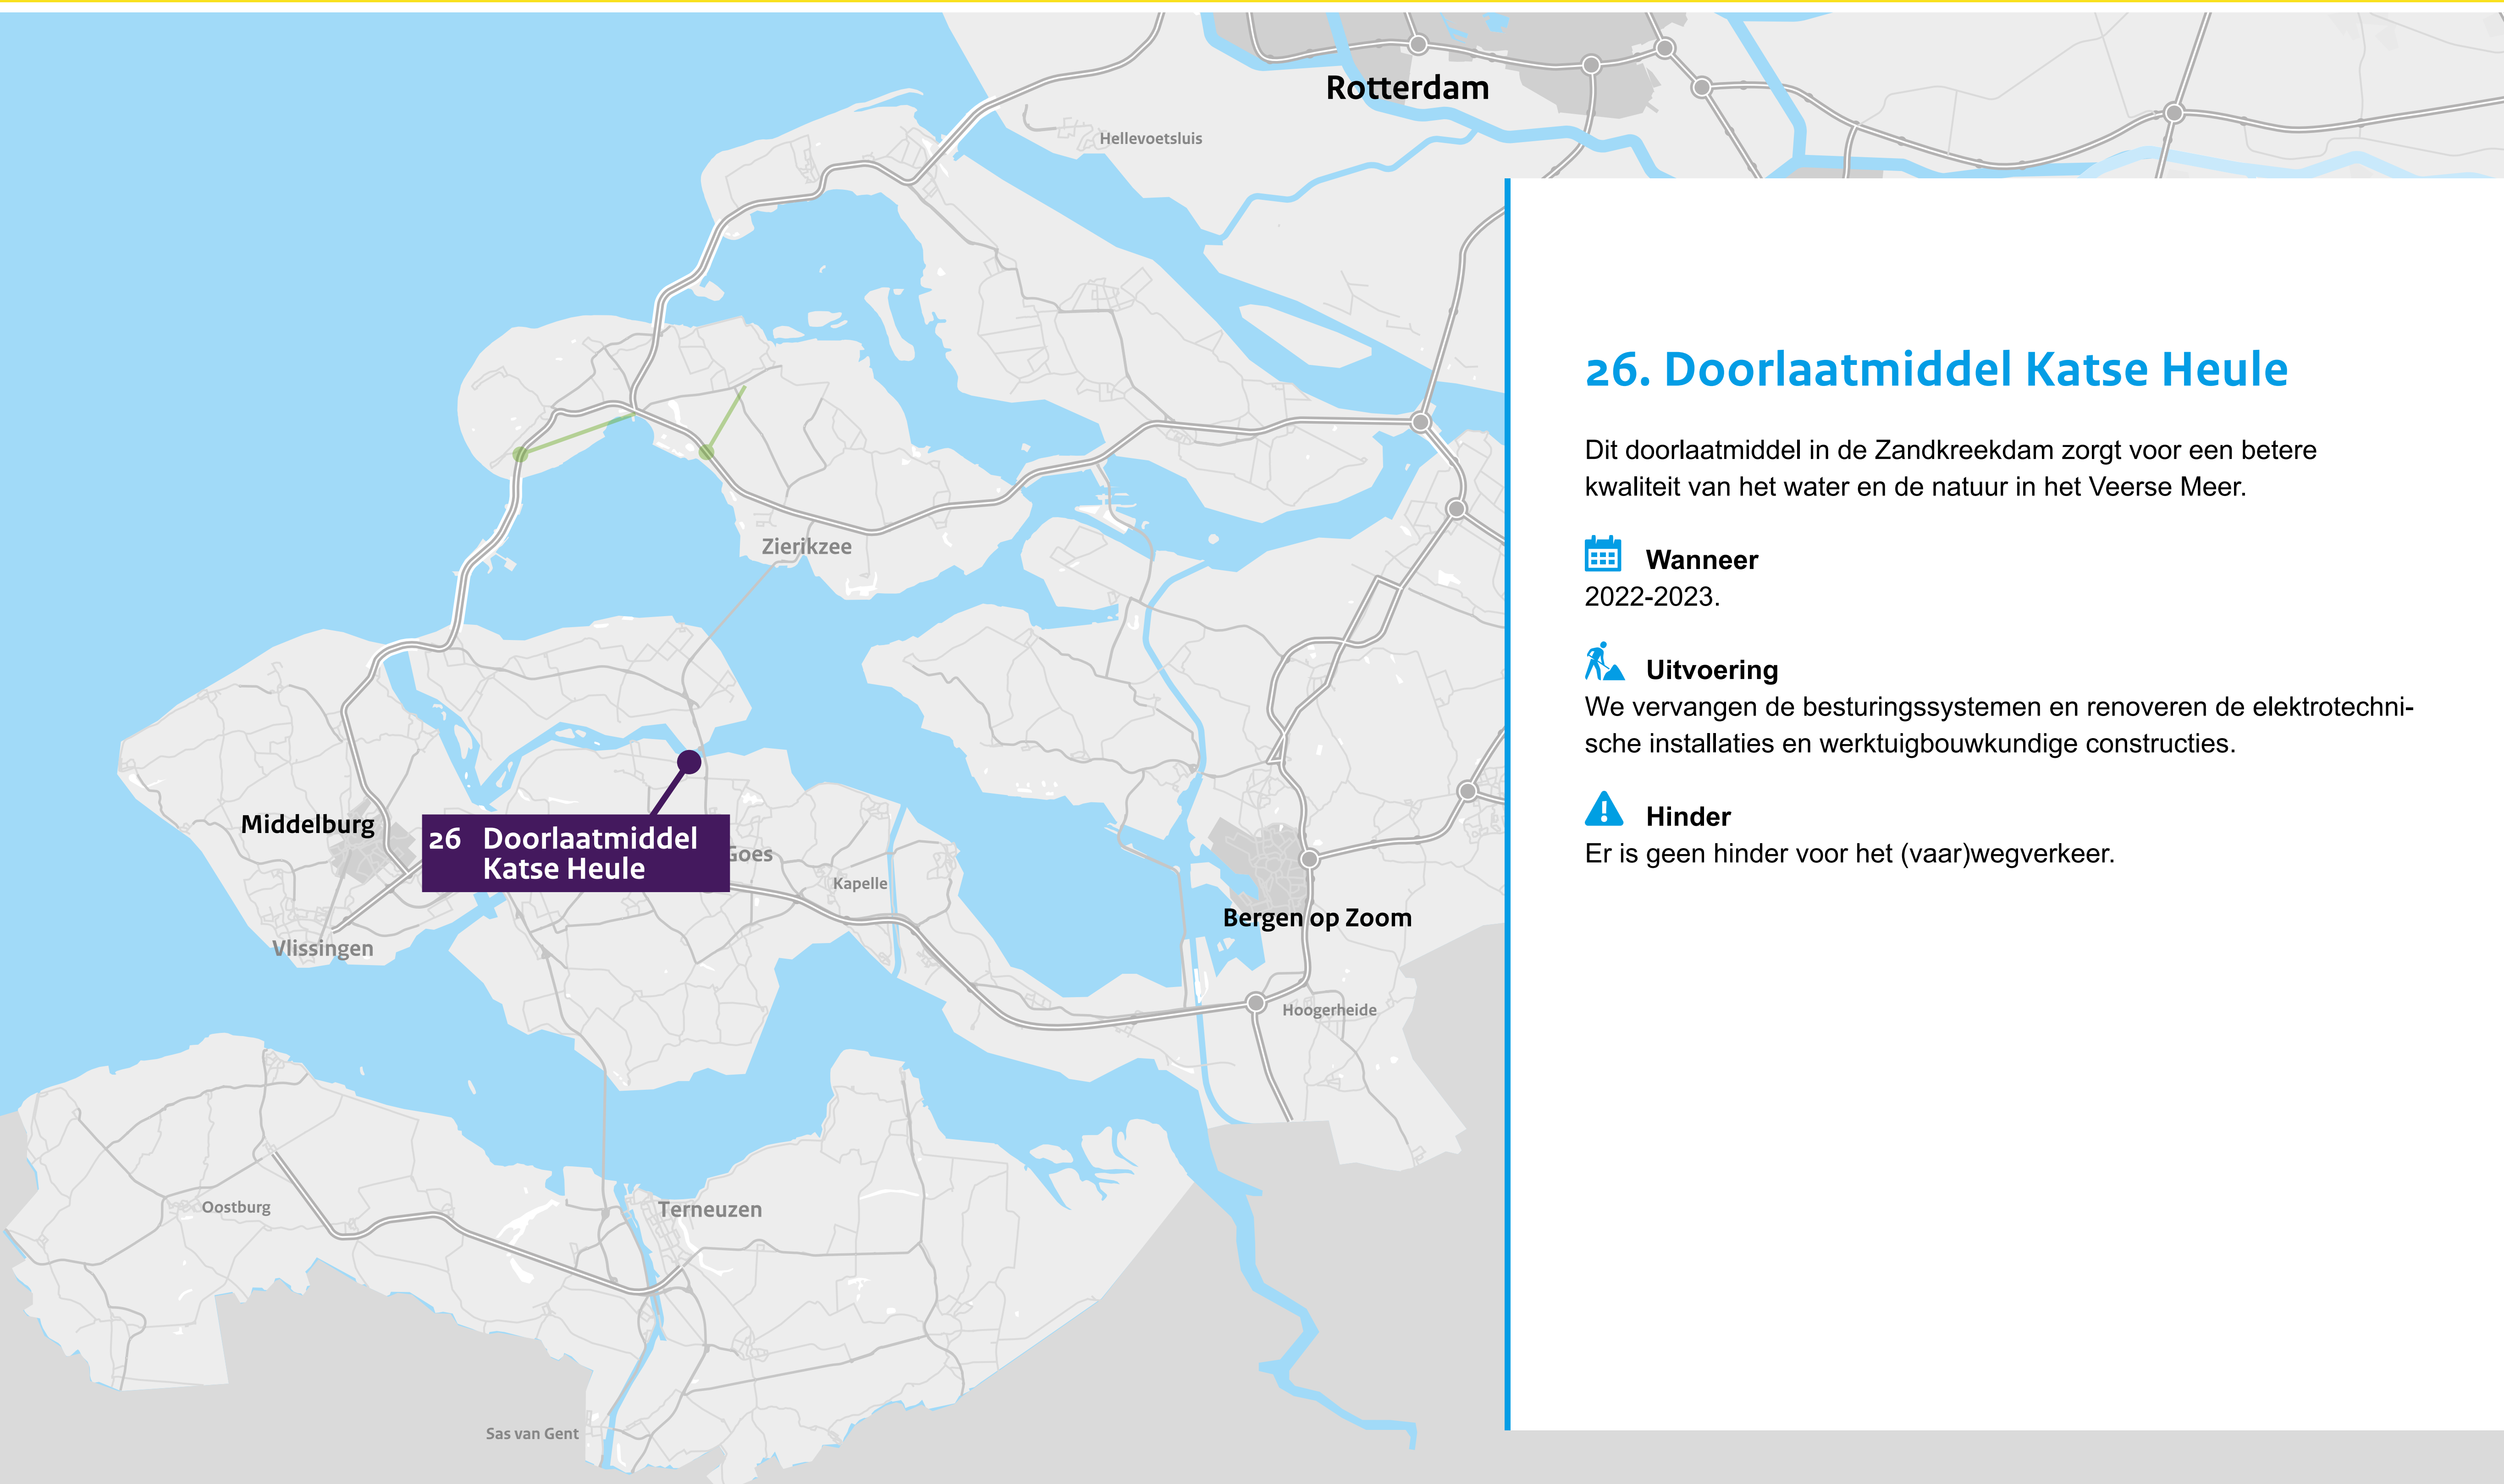 Rotterdam
Hellevoetsluis
Zierikzee
Middelburg
26 Doorlaatmiddel
Katse Heule
Goes
Kapelle
Vlissingen
Bergen op Zoom
Hoogerheide
Oostburg
Terneuzen
Sas van Gent
26. Doorlaatmiddel Katse Heule
Dit doorlaatmiddel in de Zandkreekdam zorgt voor een betere
kwaliteit van het water en de natuur in het Veerse Meer.
Wanneer
2022-2023.
Uitvoering
We vervangen de besturingssystemen en renoveren de elektrotechni-
sche installaties en werktuigbouwkundige constructies.
Hinder
Er is geen hinder voor het (vaar)wegverkeer.